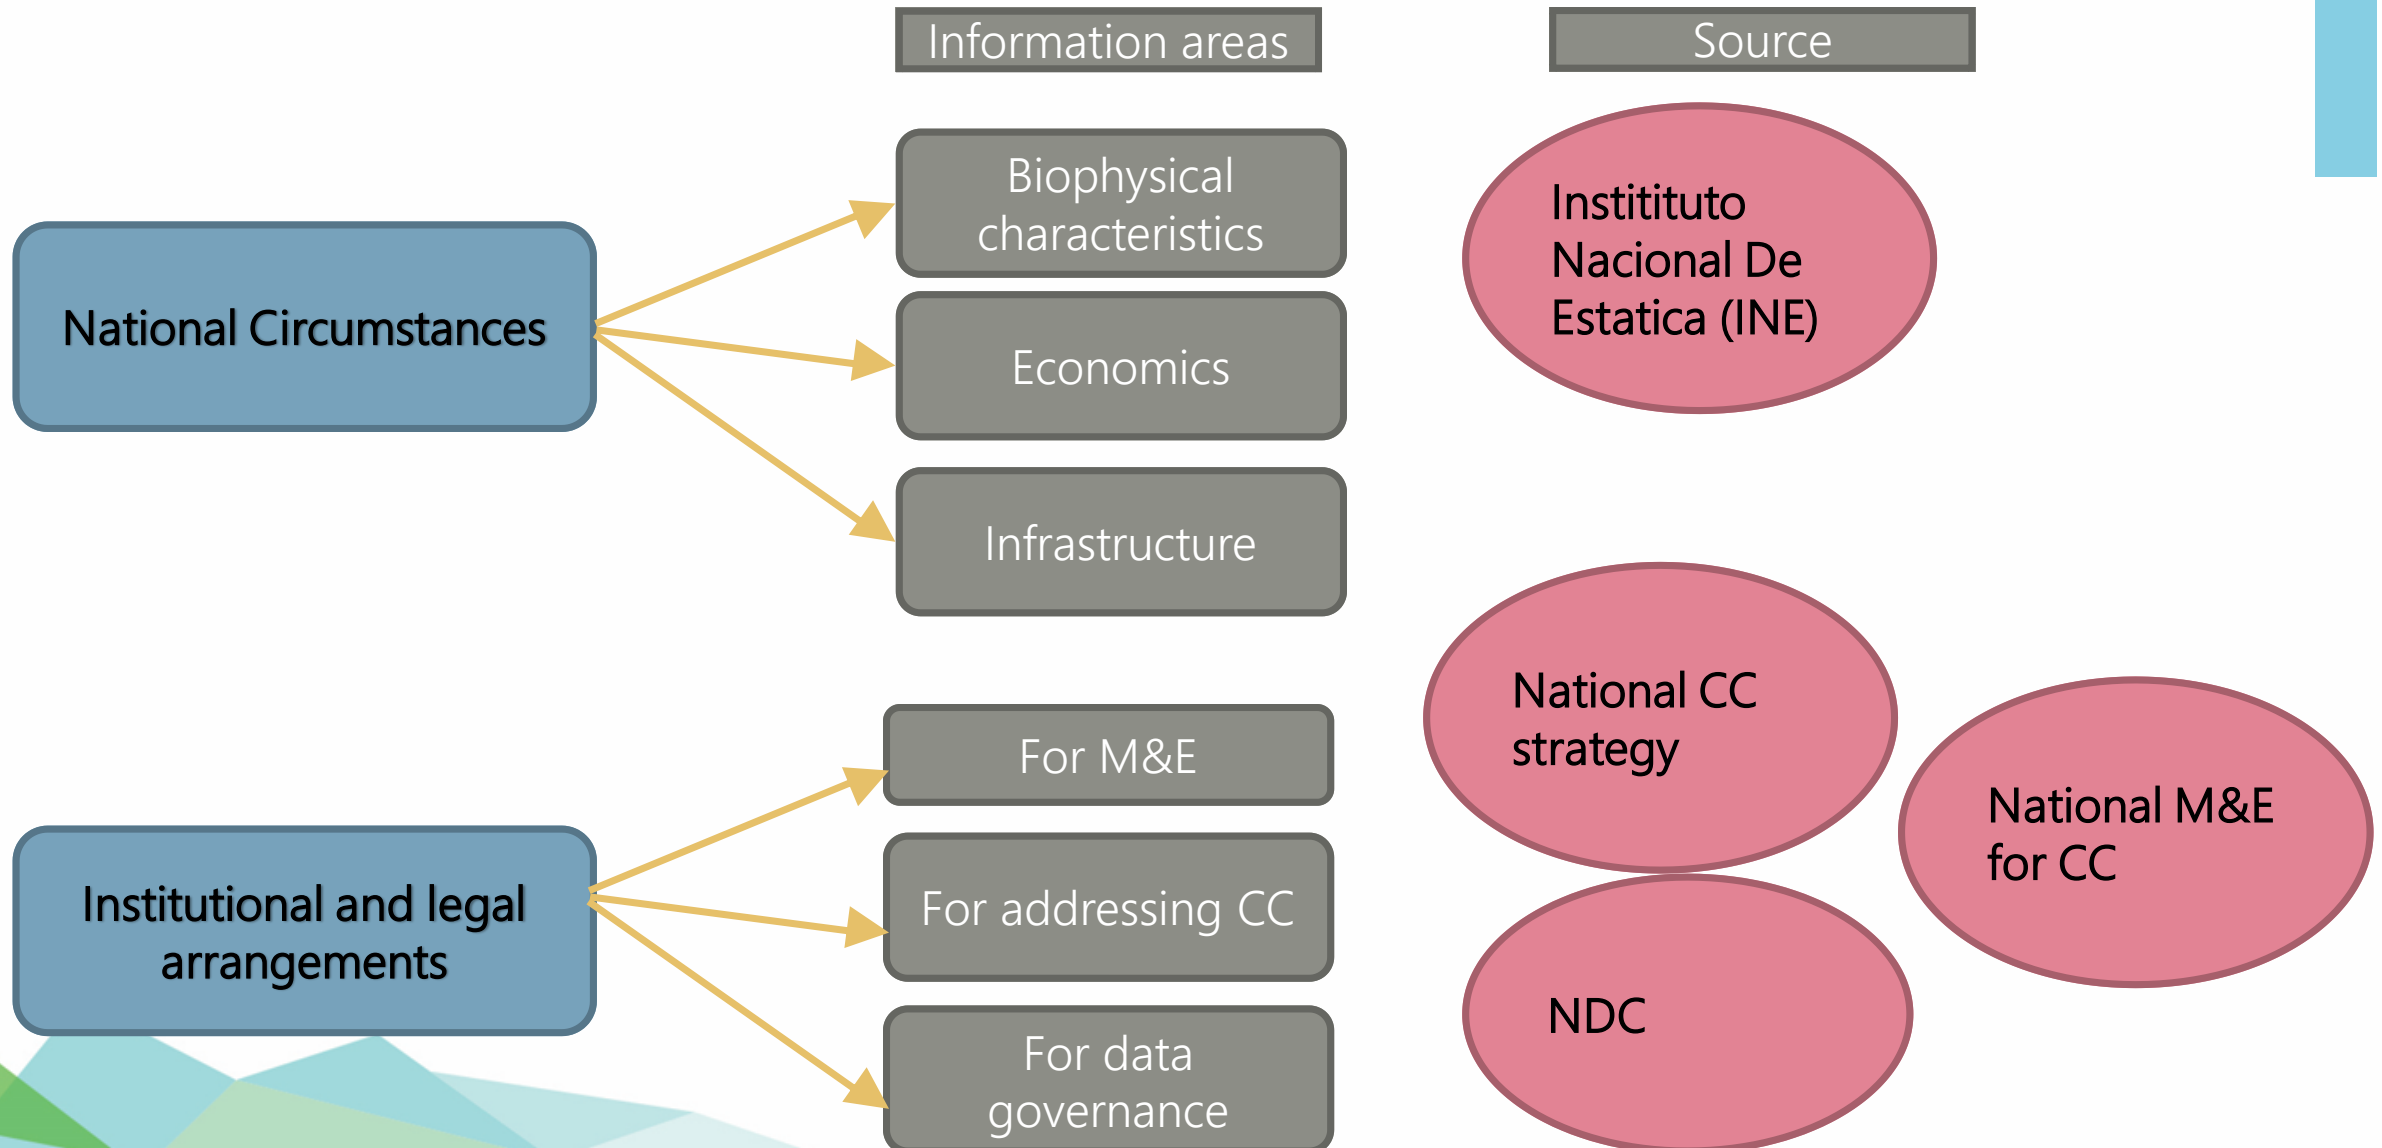 Information areas
Source
National Circumstances
Biophysical
characteristics
Economics
Infrastructure
Institituto
Nacional De
Estatica (INE)
Institutional and legal
arrangements
For M&E
For addressing CC
For data
governance
National CC
strategy
National M&E
for CC
NDC